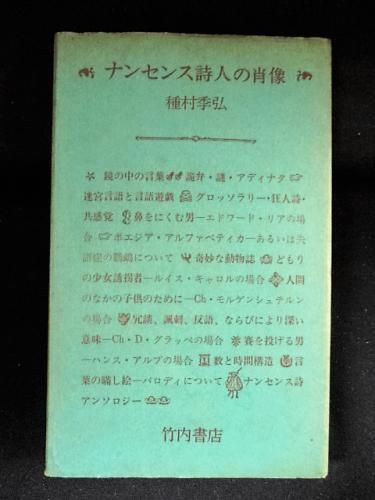 ナンセンス詩人の肖像
種村季弘
鏡の中の言葉 詭弁・謎・アディナタ
迷宮言語と言語遊戯 グロッソラリー・狂人詩・
共感覚 鼻をにくむ男—エドワード・リアの場
合 ポエジア・アルファベティカ—あるいは失
語症の鸚鵡について 奇妙な動物誌 どもり
の少女誘拐者—ルイス・キャロルの場合 人間
のなかの子供のために—Ch・モルゲンシュテルン
の場合 冗談、諷刺、反語、ならびにより深い
意味—Ch・D・グラッベの場合 賽を投げる男
—ハンス・アルプの場合 数と時間構造 言
葉の騙し絵—パロディについて ナンセンス詩
アンソロジー
竹内書店